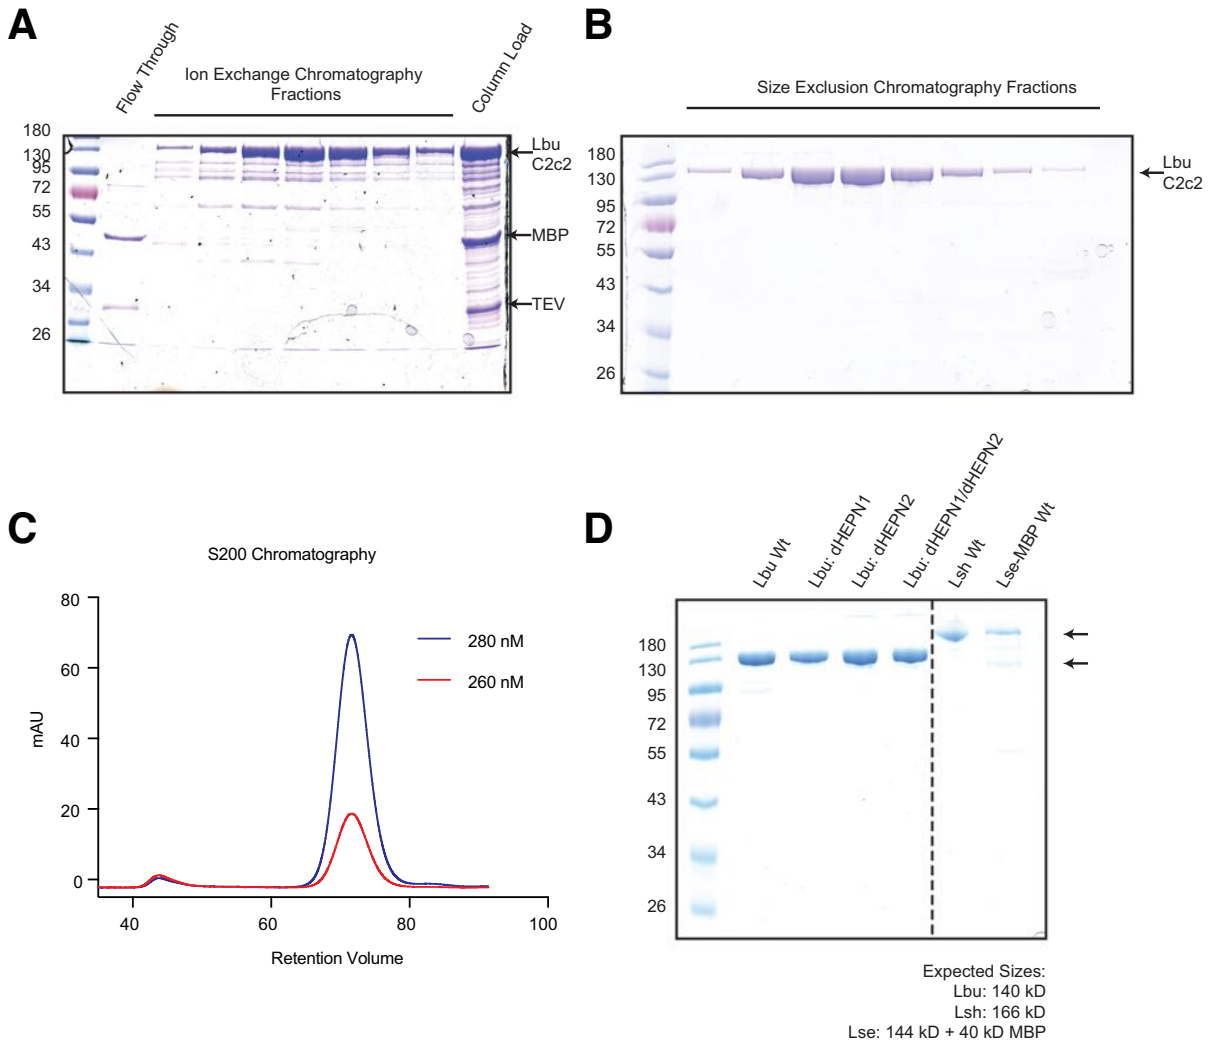 A
Flow Through
Ion Exchange Chromatography
Fractions
Column Load
180
130
95
72
55
43
34
26
Lbu
C2c2
MBP
TEV
B
Size Exclusion Chromatography Fractions
180
130
95
72
55
43
34
26
Lbu
C2c2
C
S200 Chromatography
80
60
40
20
0
mAU
280 nM
260 nM
40
60
80
100
Retention Volume
D
Lbu Wt
Lbu: dHEPN1
Lbu: dHEPN2
Lbu: dHEPN1/dHEPN2
Lsh Wt
Lse-MBP Wt
180
130
95
72
55
43
34
26
Expected Sizes:
Lbu: 140 kD
Lsh: 166 kD
Lse: 144 kD + 40 kD MBP